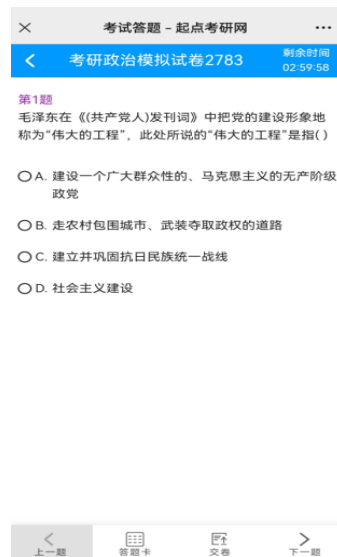 考试答题 - 起点考研网
考研政治模拟试卷2783
剩余时间
02:59:58
第1题
毛泽东在《(共产党人)发刊词》中把党的建设形象地
称为“伟大的工程”，此处所说的“伟大的工程”是指( )
A. 建设一个广大群众性的、马克思主义的无产阶级
政党
B. 走农村包围城市、武装夺取政权的道路
C. 建立并巩固抗日民族统一战线
D. 社会主义建设
上一题
答题卡
交卷
下一题